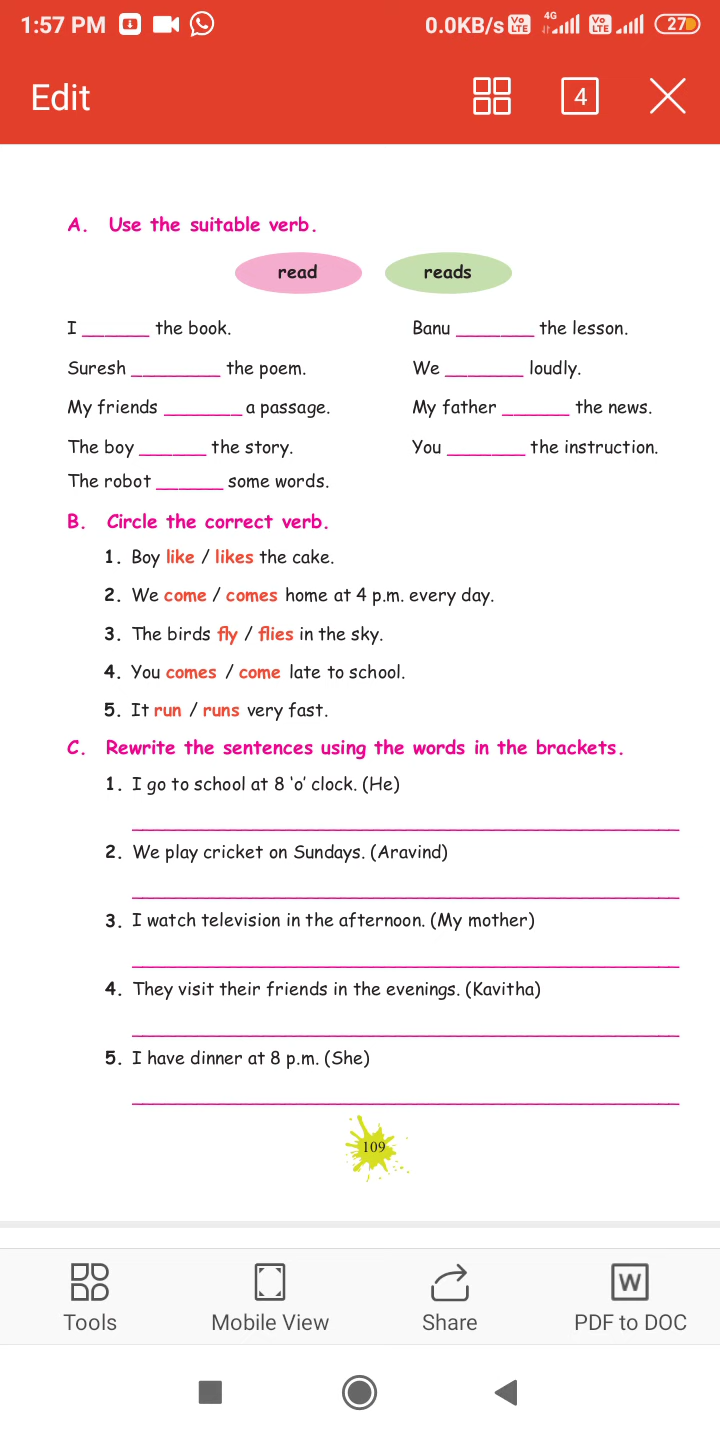 1:57 PM 0.0KB/s Vo LTE 4G Vo LTE 27
Edit 4
A. Use the suitable verb.
read reads
I ______ the book. Banu _______ the lesson.
Suresh ________ the poem. We _______ loudly.
My friends _______ a passage. My father ______ the news.
The boy ______ the story. You _______ the instruction.
The robot ______ some words.
B. Circle the correct verb.
1. Boy like / likes the cake.
2. We come / comes home at 4 p.m. every day.
3. The birds fly / flies in the sky.
4. You comes / come late to school.
5. It run / runs very fast.
C. Rewrite the sentences using the words in the brackets.
1. I go to school at 8 ‘o’ clock. (He)
2. We play cricket on Sundays. (Aravind)
3. I watch television in the afternoon. (My mother)
4. They visit their friends in the evenings. (Kavitha)
5. I have dinner at 8 p.m. (She)
109
W
Tools Mobile View Share PDF to DOC